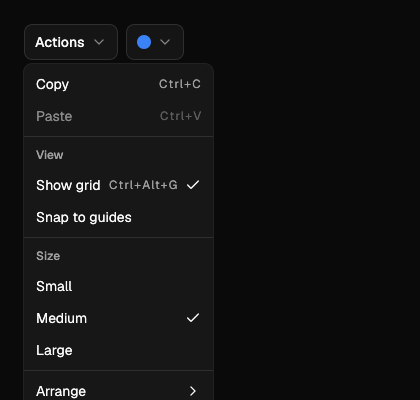 Actions
Copy Ctrl+C
Paste Ctrl+V
View
Show grid Ctrl+Alt+G
Snap to guides
Size
Small
Medium
Large
Arrange